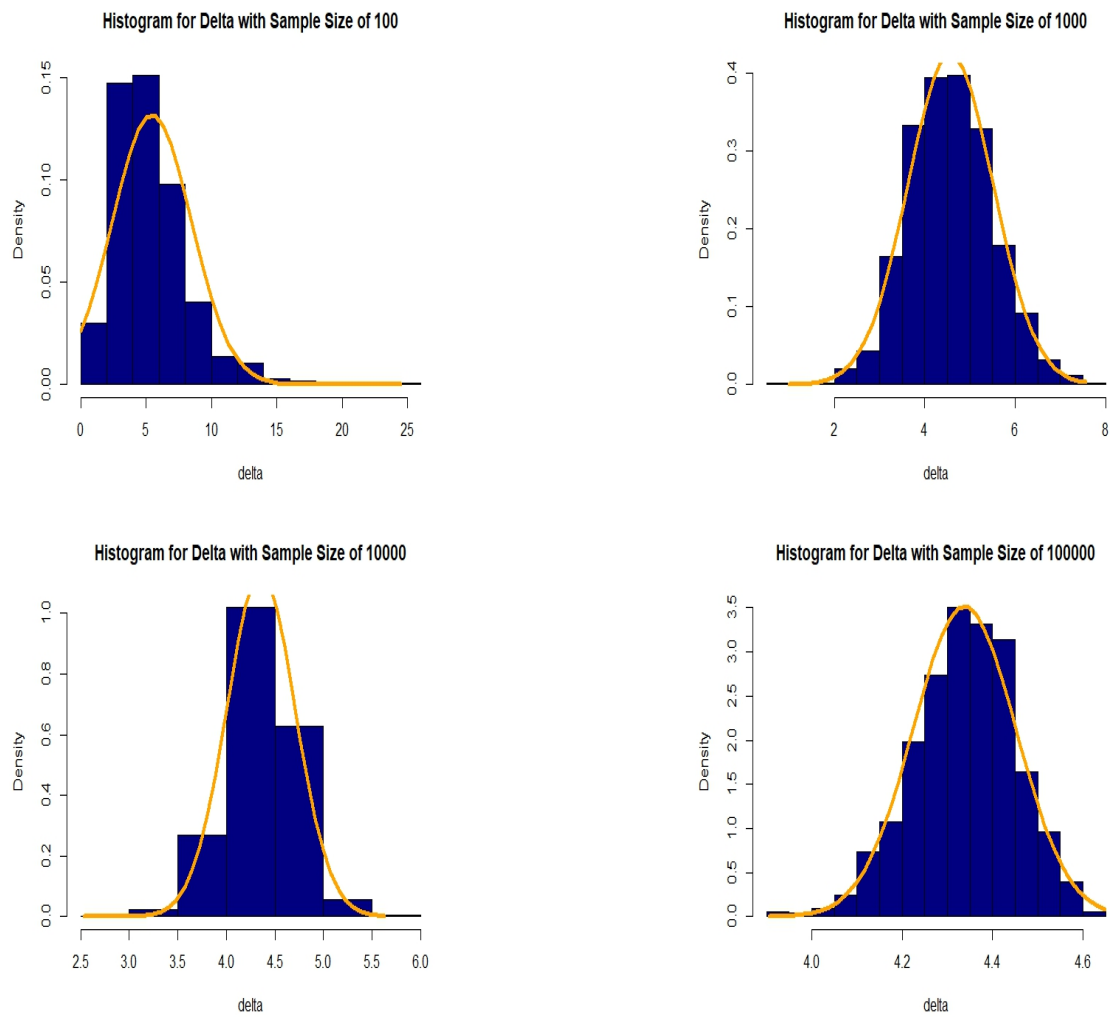 Histogram for Delta with Sample Size of 100
Density
0.00 0.05 0.10 0.15
0 5 10 15 20 25
delta
Histogram for Delta with Sample Size of 1000
Density
0.0 0.1 0.2 0.3 0.4
2 4 6 8
delta
Histogram for Delta with Sample Size of 10000
Density
0.0 0.2 0.4 0.6 0.8 1.0
2.5 3.0 3.5 4.0 4.5 5.0 5.5 6.0
delta
Histogram for Delta with Sample Size of 100000
Density
0.0 0.5 1.0 1.5 2.0 2.5 3.0 3.5
4.0 4.2 4.4 4.6
delta